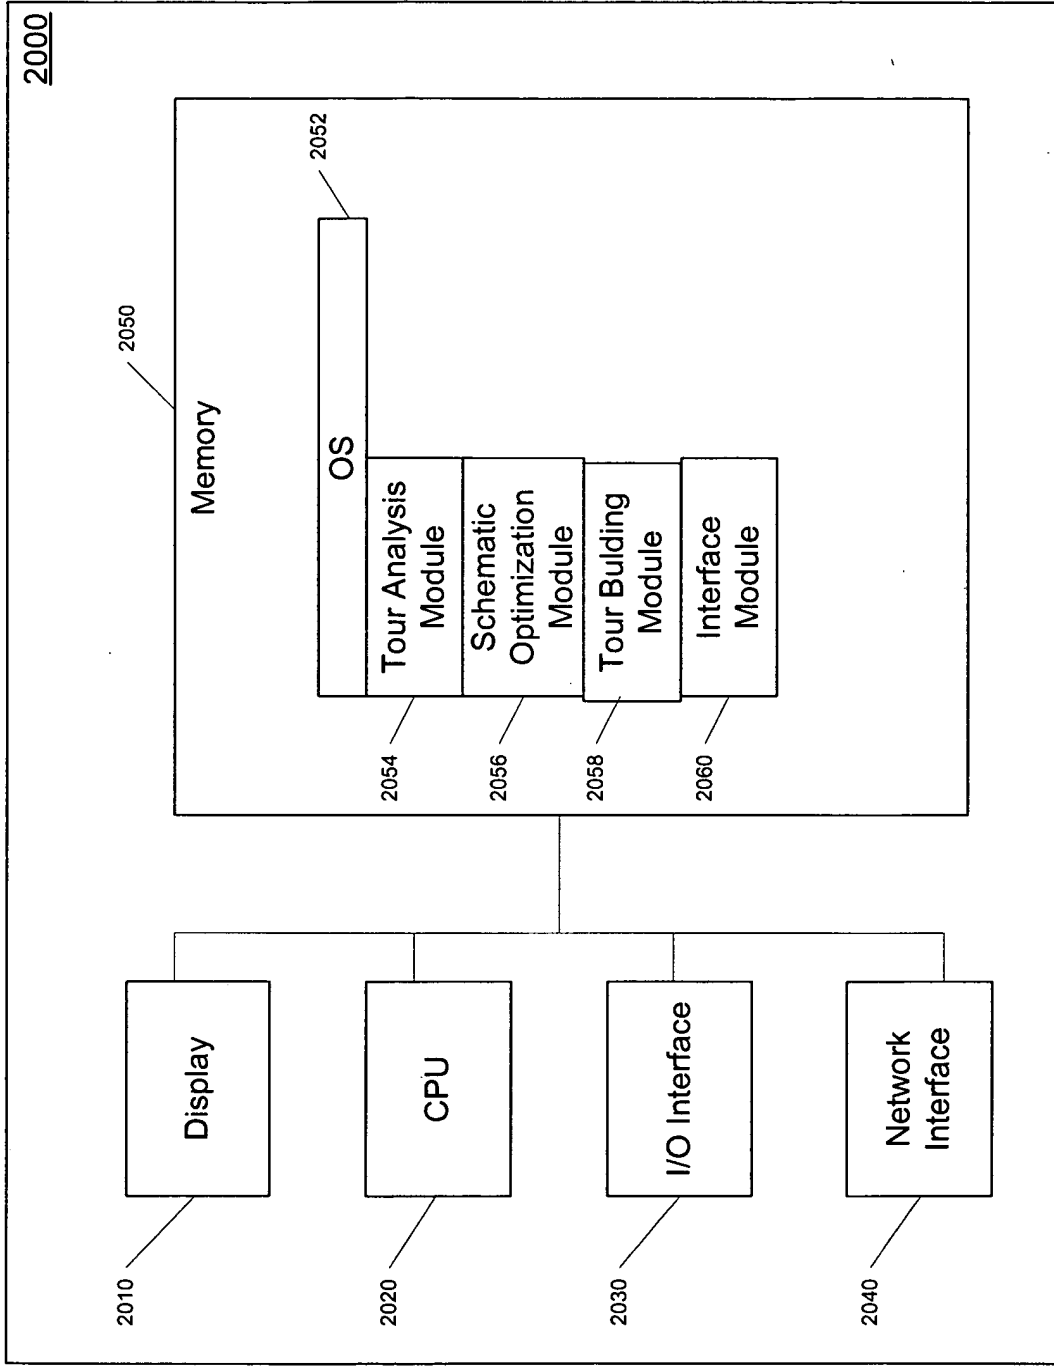 2000
2010
Display
2020
CPU
2030
I/O Interface
2040
Network
Interface
2050
Memory
2052
OS
2054
Tour Analysis
Module
2056
Schematic
Optimization
Module
2058
Tour Bulding
Module
2060
Interface
Module